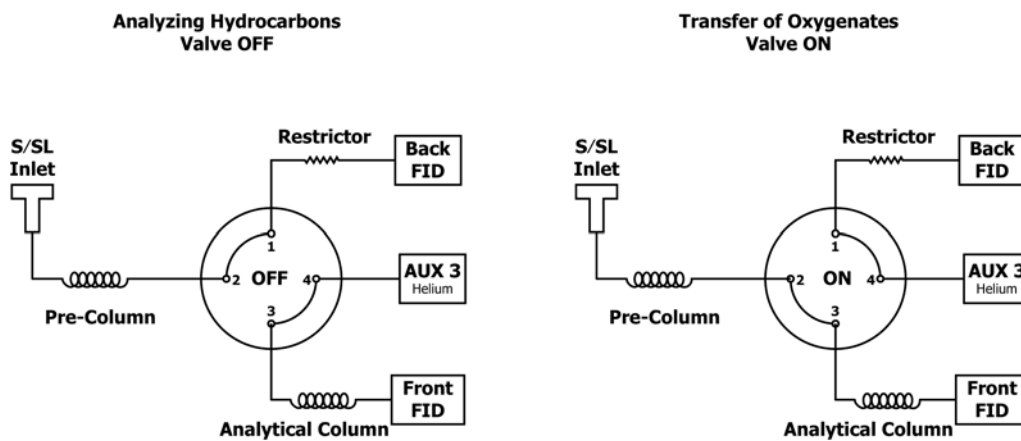 Analyzing Hydrocarbons
Valve OFF
S/SL
Inlet
Pre-Column
Restrictor
Back
FID
1
2
OFF
4
3
AUX 3
Helium
Front
FID
Analytical Column
Transfer of Oxygenates
Valve ON
S/SL
Inlet
Pre-Column
Restrictor
Back
FID
1
2
ON
4
3
AUX 3
Helium
Front
FID
Analytical Column